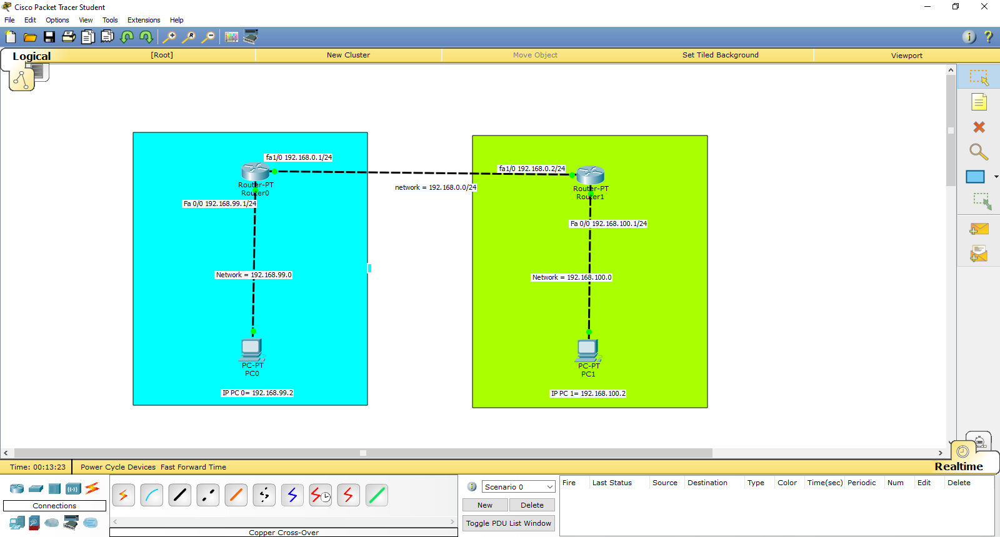 Cisco Packet Tracer Student
File Edit Options View Tools Extensions Help
Logical [Root] New Cluster Move Object Set Tiled Background Viewport
fa1/0 192.168.0.1/24
fa1/0 192.168.0.2/24
Router-PT
Router0
network = 192.168.0.0/24
Router-PT
Router1
Fa 0/0 192.168.99.1/24
Fa 0/0 192.168.100.1/24
Network = 192.168.99.0
Network = 192.168.100.0
PC-PT
PC0
PC-PT
PC1
IP PC 0= 192.168.99.2
IP PC 1= 192.168.100.2
Time: 00:13:23 Power Cycle Devices Fast Forward Time
Realtime
Connections
Copper Cross-Over
Scenario 0
New Delete
Toggle PDU List Window
Fire Last Status Source Destination Type Color Time(sec) Periodic Num Edit Delete